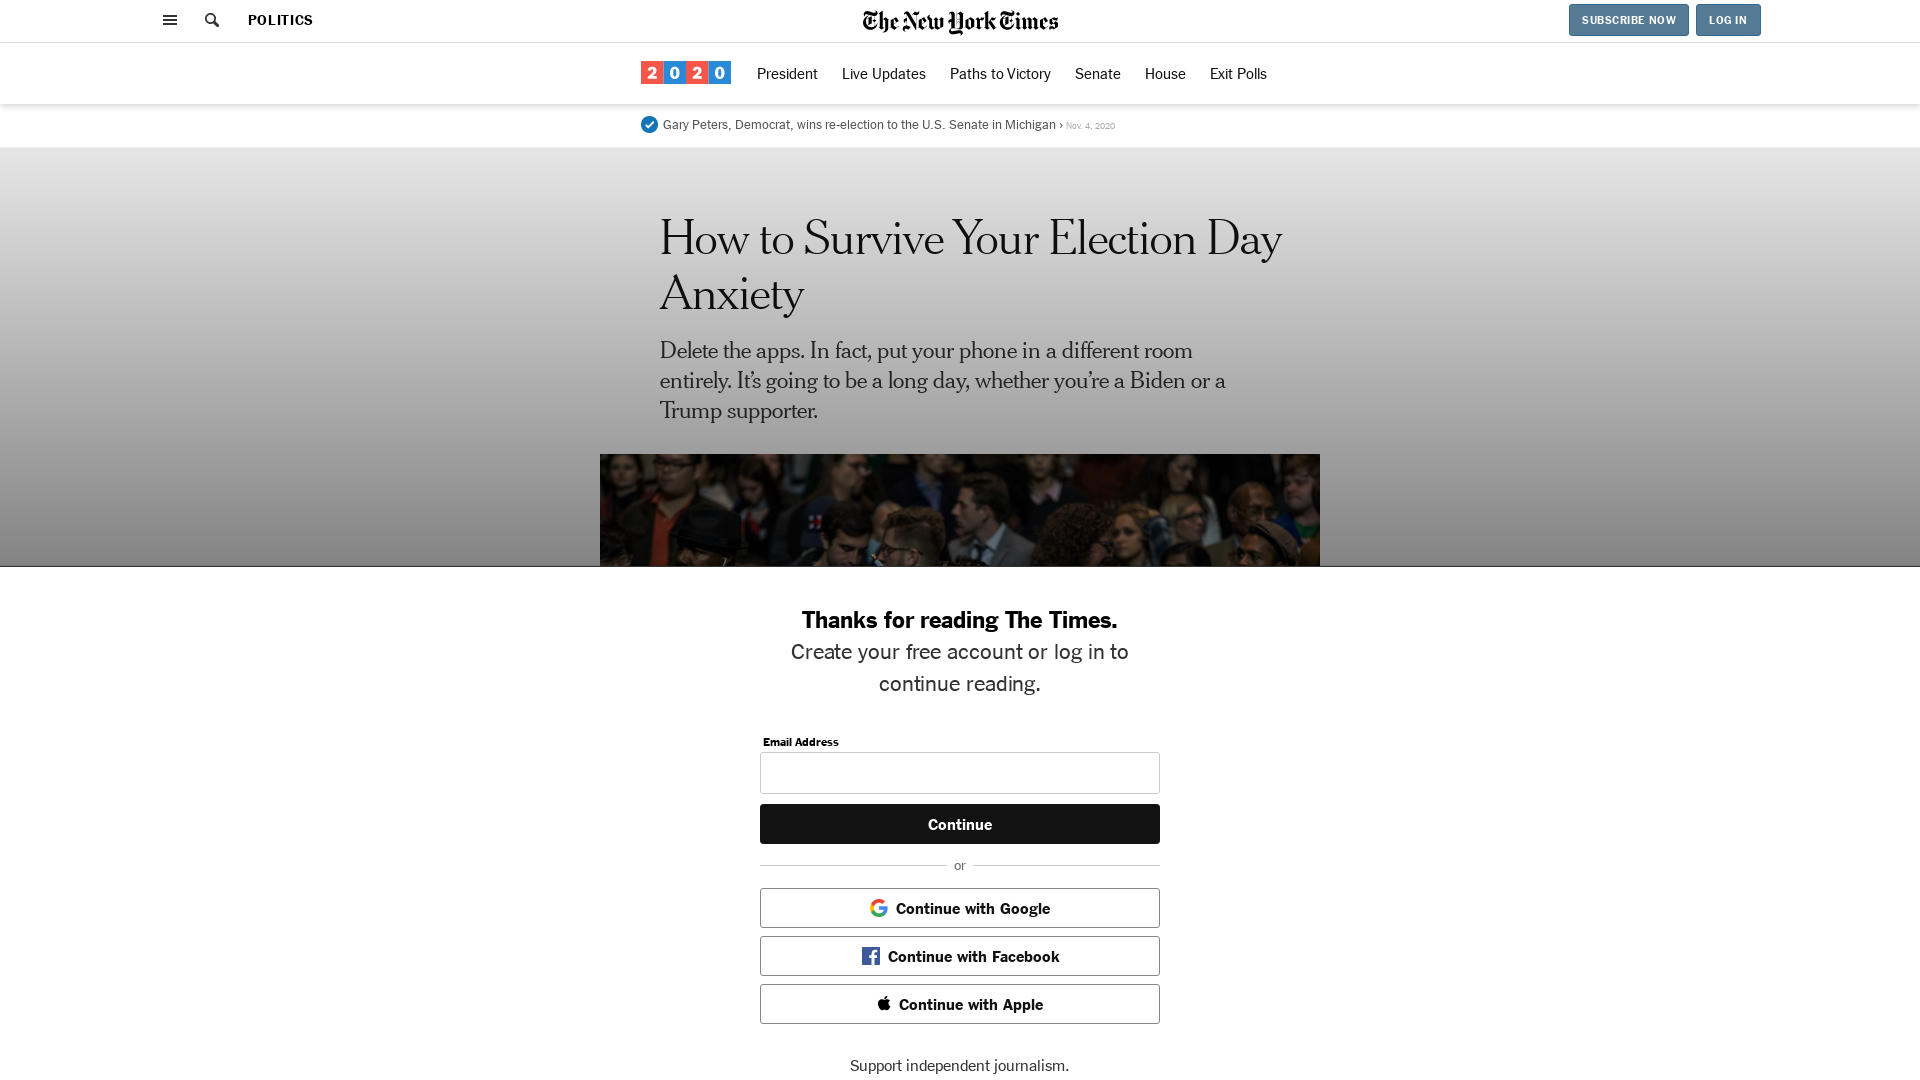 POLITICS
The New York Times
SUBSCRIBE NOW
LOG IN
2020
President
Live Updates
Paths to Victory
Senate
House
Exit Polls
Gary Peters, Democrat, wins re-election to the U.S. Senate in Michigan › Nov. 4, 2020
How to Survive Your Election Day
Anxiety
Delete the apps. In fact, put your phone in a different room
entirely. It’s going to be a long day, whether you’re a Biden or a
Trump supporter.
Thanks for reading The Times.
Create your free account or log in to
continue reading.
Email Address
Continue
or
Continue with Google
Continue with Facebook
Continue with Apple
Support independent journalism.